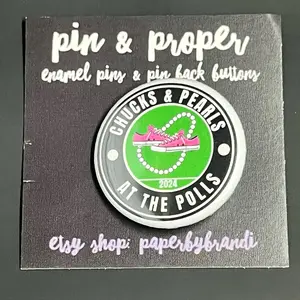 pin & proper
enamel pins & pin back buttons
CHUCKS & PEARLS
2024
AT THE POLLS
etsy shop: paperbybrandi